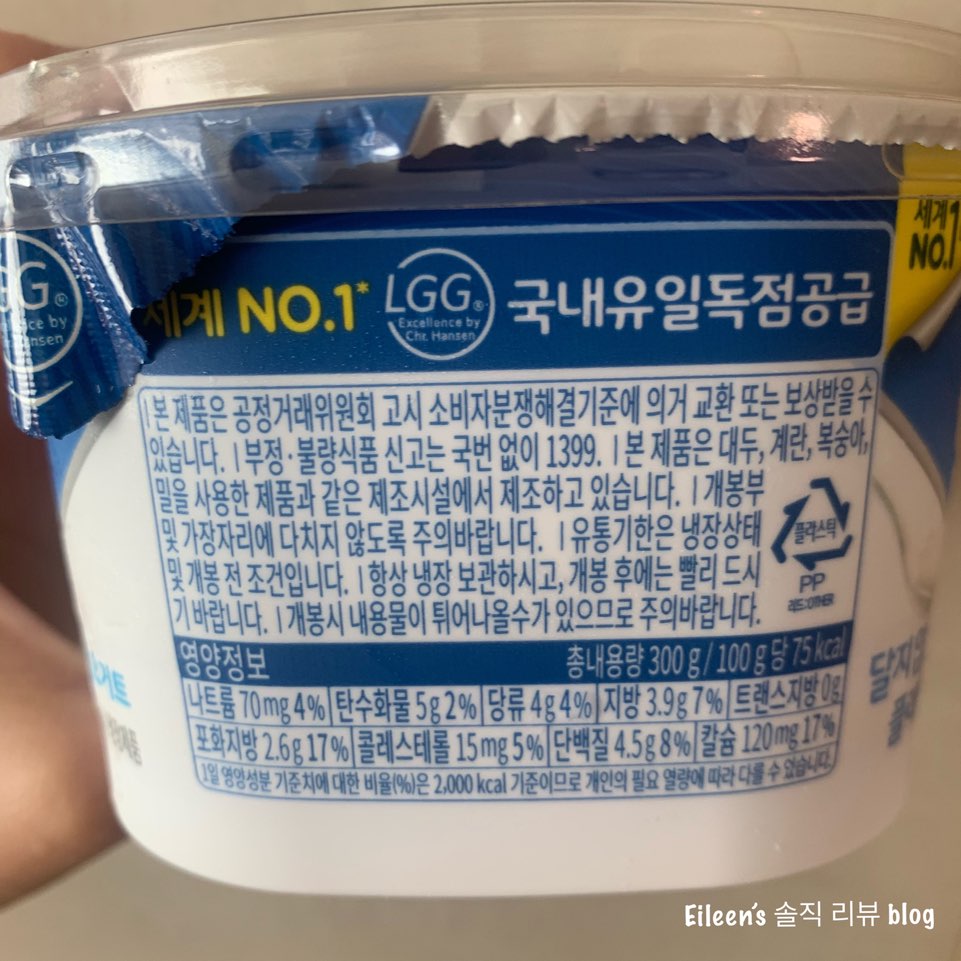 세계
NO.1
LGG®
Excellence by
Chr. Hansen
세계 NO.1* LGG® 국내유일독점공급
Excellence by
Chr. Hansen
|본 제품은 공정거래위원회 고시 소비자분쟁해결기준에 의거 교환 또는 보상받을 수
있습니다. |부정·불량식품 신고는 국번 없이 1399. |본 제품은 대두, 계란, 복숭아,
밀을 사용한 제품과 같은 제조시설에서 제조하고 있습니다. |개봉부
및 가장자리에 다치지 않도록 주의바랍니다. |유통기한은 냉장상태
및 개봉 전 조건입니다. |항상 냉장 보관하시고, 개봉 후에는 빨리 드시
기 바랍니다. |개봉시 내용물이 튀어나올수가 있으므로 주의바랍니다.
플라스틱
PP
리드:OTHER
영양정보 총내용량 300 g / 100 g 당 75 kcal
나트륨 70 mg 4% 탄수화물 5 g 2% 당류 4 g 4% 지방 3.9 g 7% 트랜스지방 0 g
포화지방 2.6 g 17% 콜레스테롤 15 mg 5% 단백질 4.5 g 8% 칼슘 120 mg 17%
1일 영양성분 기준치에 대한 비율(%)은 2,000 kcal 기준이므로 개인의 필요 열량에 따라 다를 수 있습니다.
Eileen's 솔직 리뷰 blog